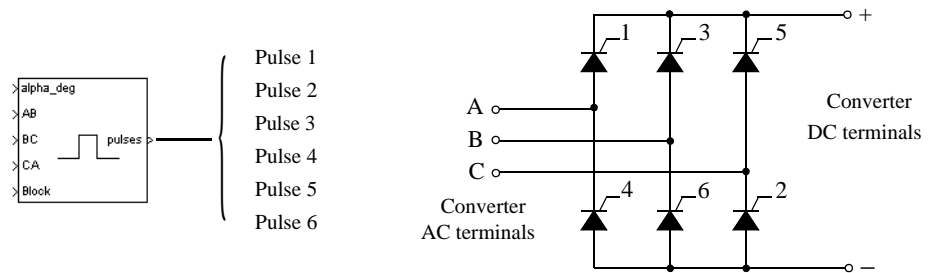 alpha_deg
AB
BC
CA
Block
pulses
Pulse 1
Pulse 2
Pulse 3
Pulse 4
Pulse 5
Pulse 6
1
3
5
+
A
B
C
Converter
DC terminals
4
6
2
Converter
AC terminals
−